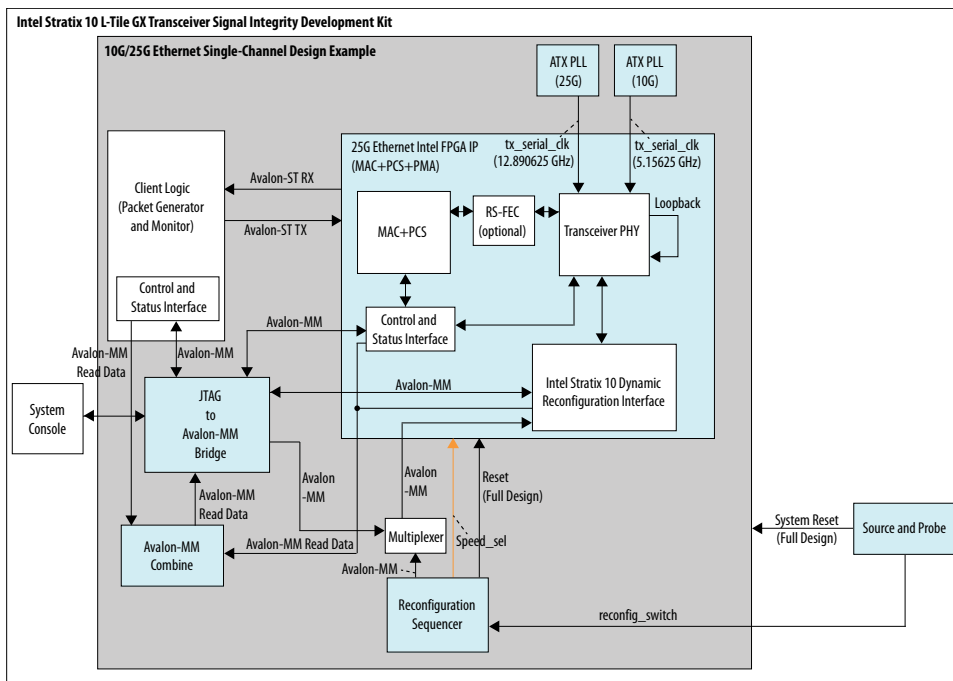 Intel Stratix 10 L-Tile GX Transceiver Signal Integrity Development Kit
10G/25G Ethernet Single-Channel Design Example
ATX PLL
(25G)
ATX PLL
(10G)
tx_serial_clk
(12.890625 GHz)
tx_serial_clk
(5.15625 GHz)
25G Ethernet Intel FPGA IP
(MAC+PCS+PMA)
Client Logic
(Packet Generator
and Monitor)
Avalon-ST RX
Avalon-ST TX
MAC+PCS
RS-FEC
(optional)
Transceiver PHY
Loopback
Control and
Status Interface
Avalon-MM
Control and
Status Interface
Avalon-MM
Read Data
Avalon-MM
Avalon-MM
Intel Stratix 10 Dynamic
Reconfiguration Interface
System
Console
JTAG
to
Avalon-MM
Bridge
Avalon
-MM
Avalon
-MM
Reset
(Full Design)
Avalon-MM
Read Data
Avalon-MM
Combine
Avalon-MM Read Data
Multiplexer
Speed_sel
Avalon-MM
System Reset
(Full Design)
Source and Probe
Reconfiguration
Sequencer
reconfig_switch